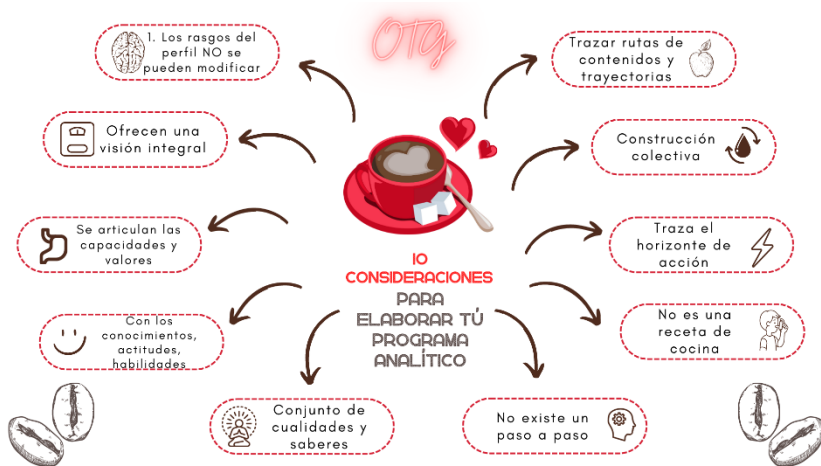 OTG
1. Los rasgos del
perfil NO se
pueden modificar
Ofrecen una
visión integral
Se articulan las
capacidades y
valores
Con los
conocimientos,
actitudes,
habilidades
Conjunto de
cualidades y
saberes
10
CONSIDERACIONES
PARA
ELABORAR TÚ
PROGRAMA
ANALÍTICO
Trazar rutas de
contenidos y
trayectorias
Construcción
colectiva
Traza el
horizonte de
acción
No es una
receta de
cocina
No existe un
paso a paso